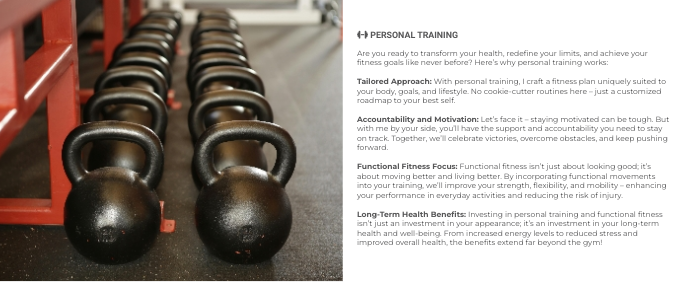 PERSONAL TRAINING
Are you ready to transform your health, redefine your limits, and achieve your
fitness goals like never before? Here's why personal training works:
Tailored Approach: With personal training, I craft a fitness plan uniquely suited to
your body, goals, and lifestyle. No cookie-cutter routines here – just a customized
roadmap to your best self.
Accountability and Motivation: Let's face it – staying motivated can be tough. But
with me by your side, you'll have the support and accountability you need to stay
on track. Together, we'll celebrate victories, overcome obstacles, and keep pushing
forward.
Functional Fitness Focus: Functional fitness isn't just about looking good; it's
about moving better and living better. By incorporating functional movements
into your training, we'll improve your strength, flexibility, and mobility – enhancing
your performance in everyday activities and reducing the risk of injury.
Long-Term Health Benefits: Investing in personal training and functional fitness
isn't just an investment in your appearance; it's an investment in your long-term
health and well-being. From increased energy levels to reduced stress and
improved overall health, the benefits extend far beyond the gym!